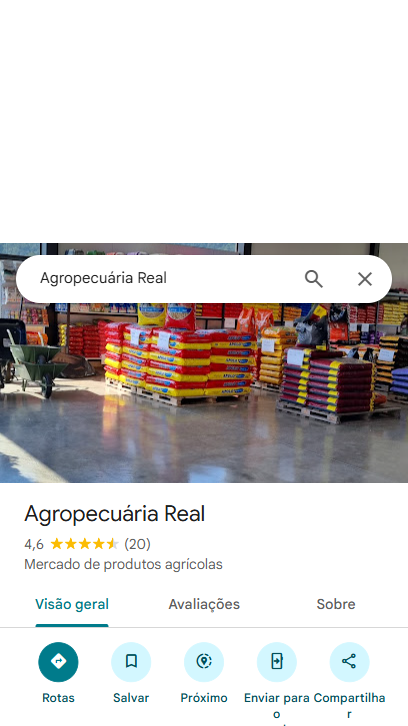 Agropecuária Real
Agropecuária Real
4,6 (20)
Mercado de produtos agrícolas
Visão geral Avaliações Sobre
Rotas Salvar Próximo Enviar para o Compartilhar